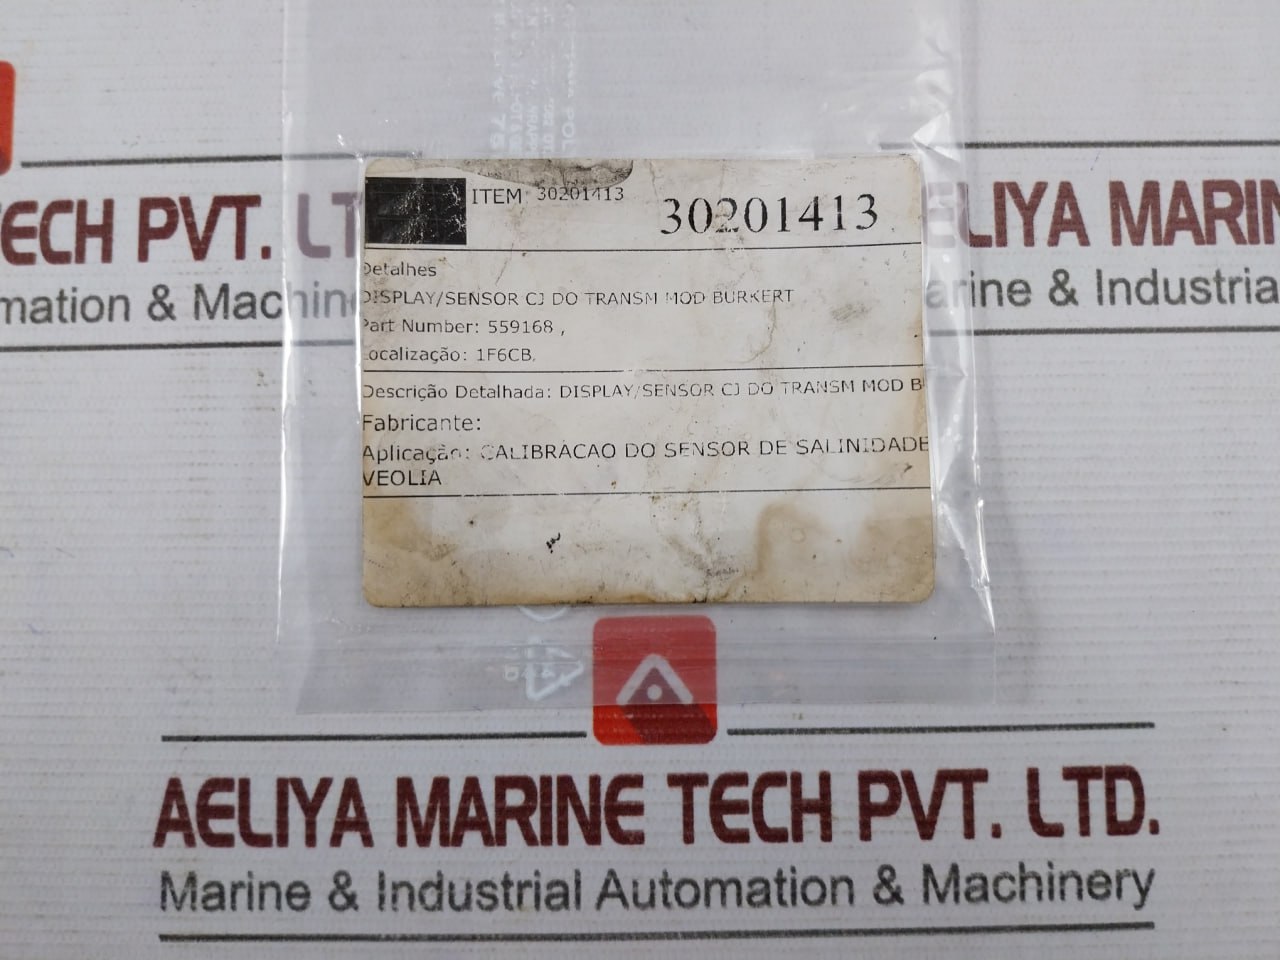 ITEM 30201413
30201413
Detalhes
DISPLAY/SENSOR CJ DO TRANSM MOD BURKERT
Part Number: 559168 ,
Localização: 1F6CB,
Descrição Detalhada: DISPLAY/SENSOR CJ DO TRANSM MOD B
Fabricante:
Aplicação: CALIBRACAO DO SENSOR DE SALINIDADE
VEOLIA
ECH PVT. LT
mation & Machin
ELIYA MARIN
arine & Industria
AELIYA MARINE TECH PVT. LTD.
Marine & Industrial Automation & Machinery